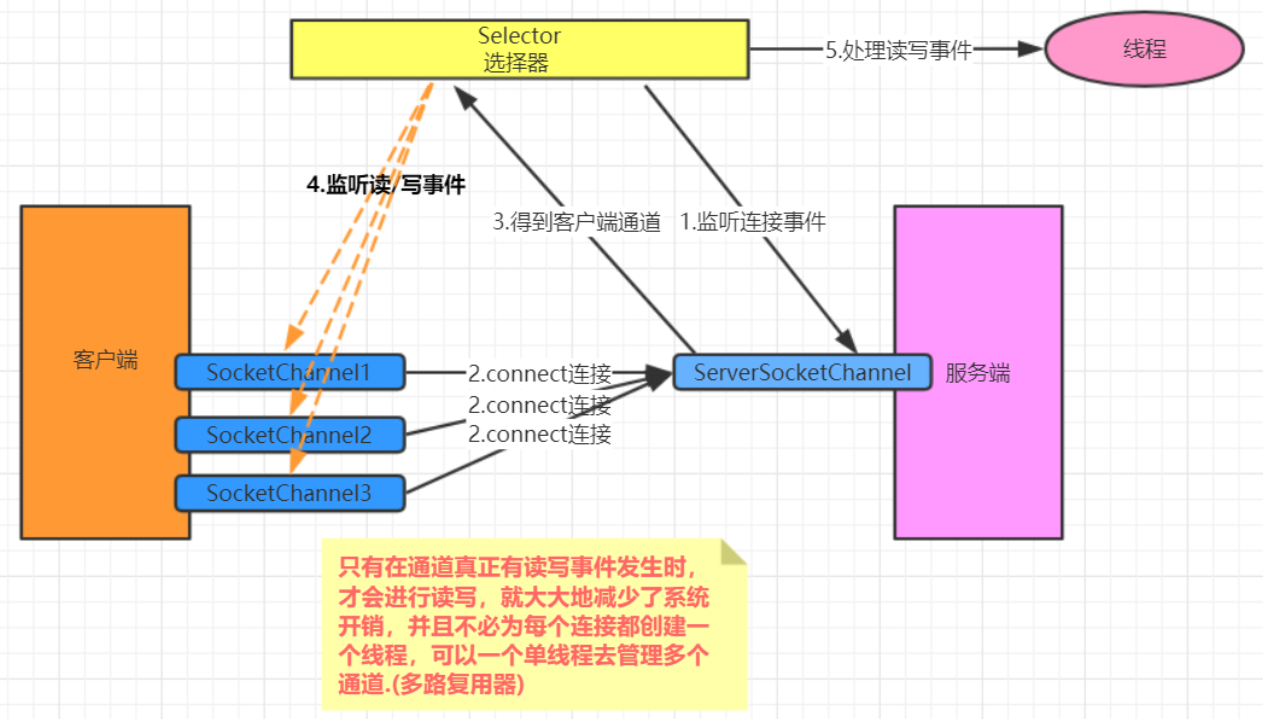 Selector
选择器
5.处理读写事件
线程
4.监听读/写事件
3.得到客户端通道
1.监听连接事件
客户端
SocketChannel1
2.connect连接
ServerSocketChannel
服务端
2.connect连接
SocketChannel2
2.connect连接
SocketChannel3
只有在通道真正有读写事件发生时，
才会进行读写，就大大地减少了系统
开销，并且不必为每个连接都创建一
个线程，可以一个单线程去管理多个
通道.(多路复用器)